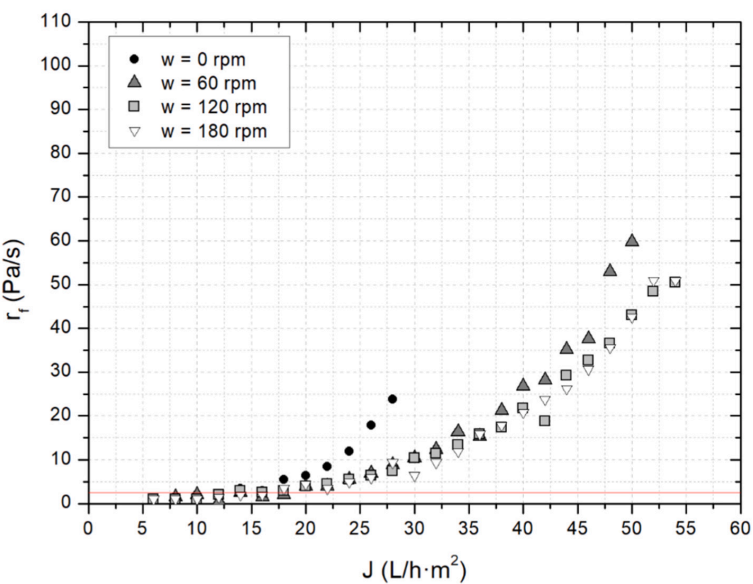 110
100
90
80
70
60
50
40
30
20
10
0
r_f (Pa/s)
w = 0 rpm
w = 60 rpm
w = 120 rpm
w = 180 rpm
0 5 10 15 20 25 30 35 40 45 50 55 60
J (L/h·m²)